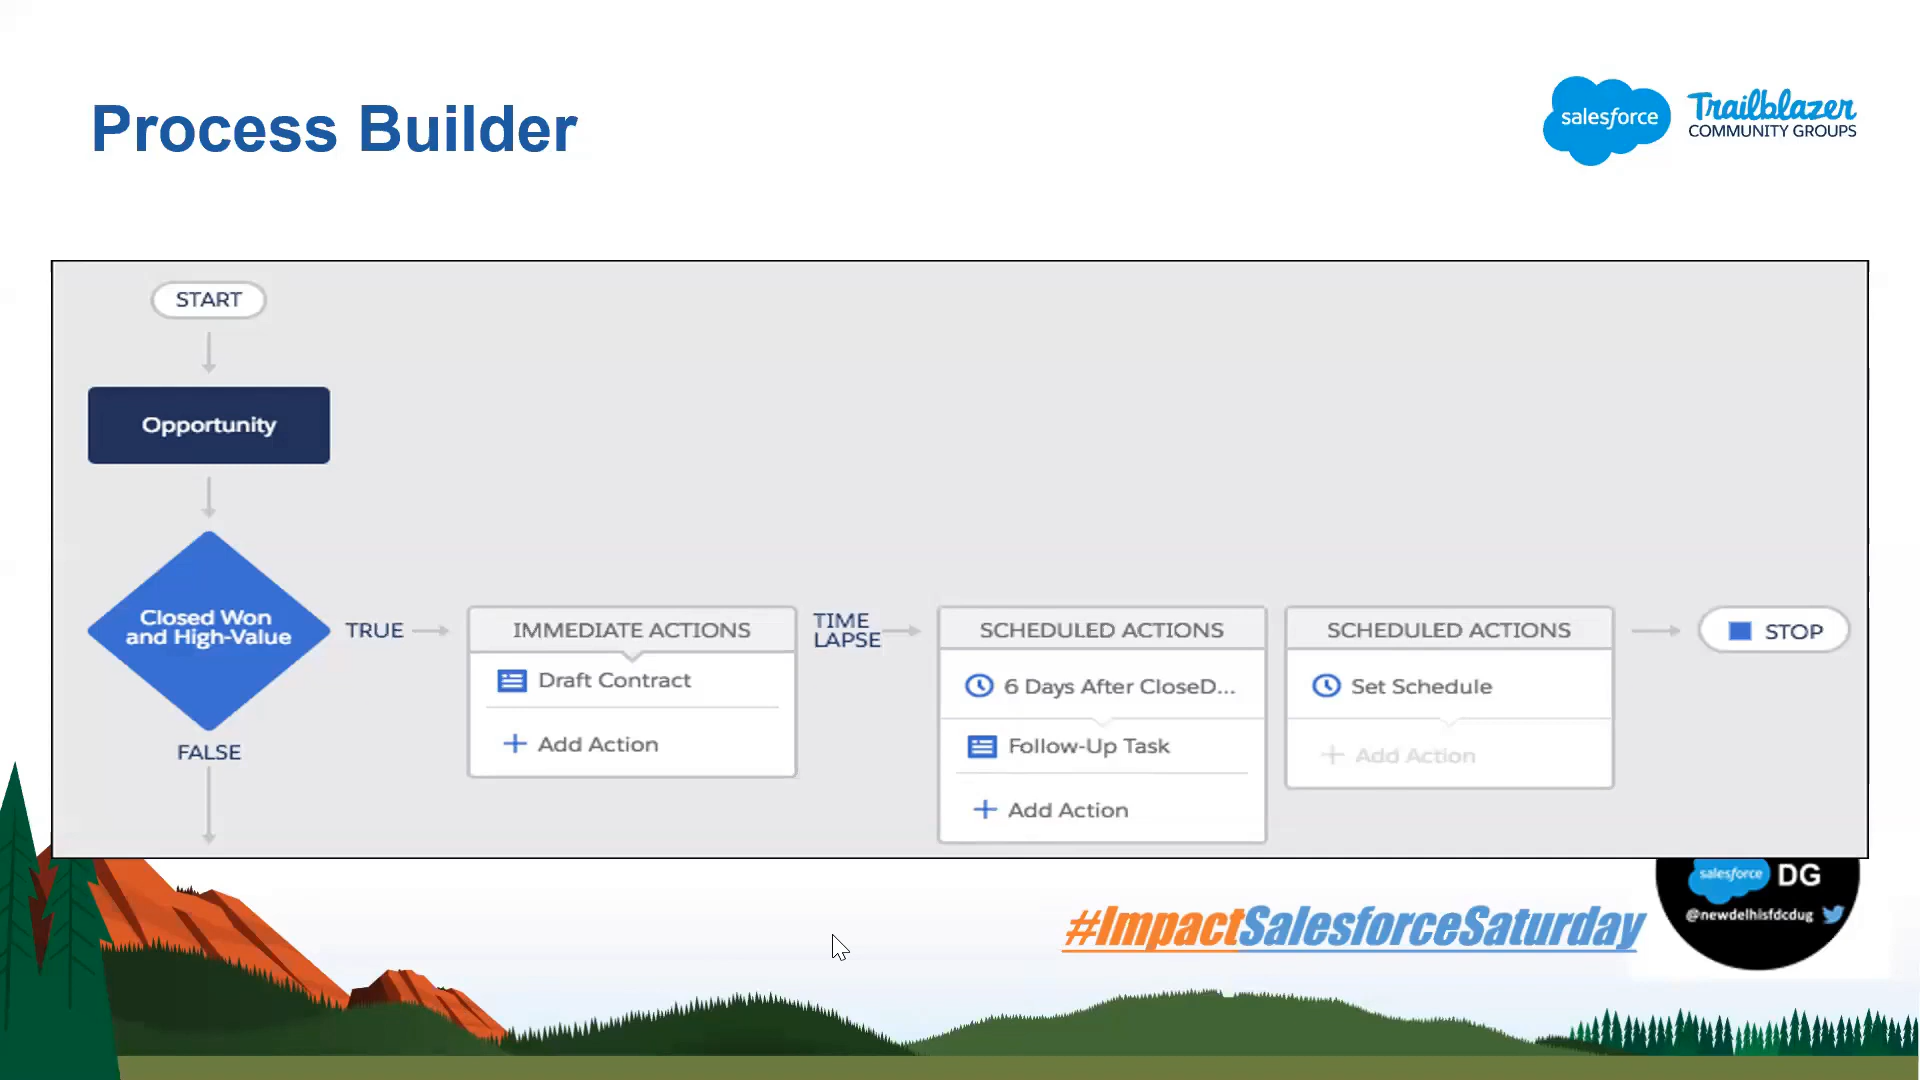 Process Builder
salesforce
Trailblazer
COMMUNITY GROUPS
START
Opportunity
Closed Won
and High-Value
TRUE
FALSE
IMMEDIATE ACTIONS
Draft Contract
Add Action
TIME
LAPSE
SCHEDULED ACTIONS
6 Days After CloseD...
Follow-Up Task
Add Action
SCHEDULED ACTIONS
Set Schedule
Add Action
STOP
#ImpactSalesforceSaturday
salesforce DG
@newdelhisfdcdug